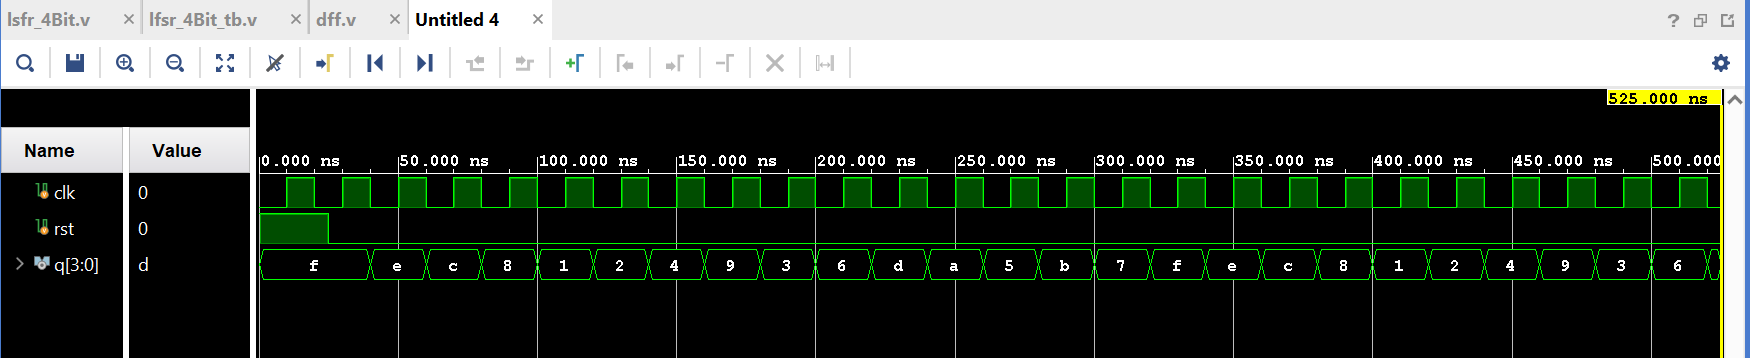 lsfr_4Bit.v × lfsr_4Bit_tb.v × dff.v × Untitled 4 × ?
525.000 ns
Name Value
0.000 ns 50.000 ns 100.000 ns 150.000 ns 200.000 ns 250.000 ns 300.000 ns 350.000 ns 400.000 ns 450.000 ns 500.000
clk 0
rst 0
q[3:0] d f e c 8 1 2 4 9 3 6 d a 5 b 7 f e c 8 1 2 4 9 3 6